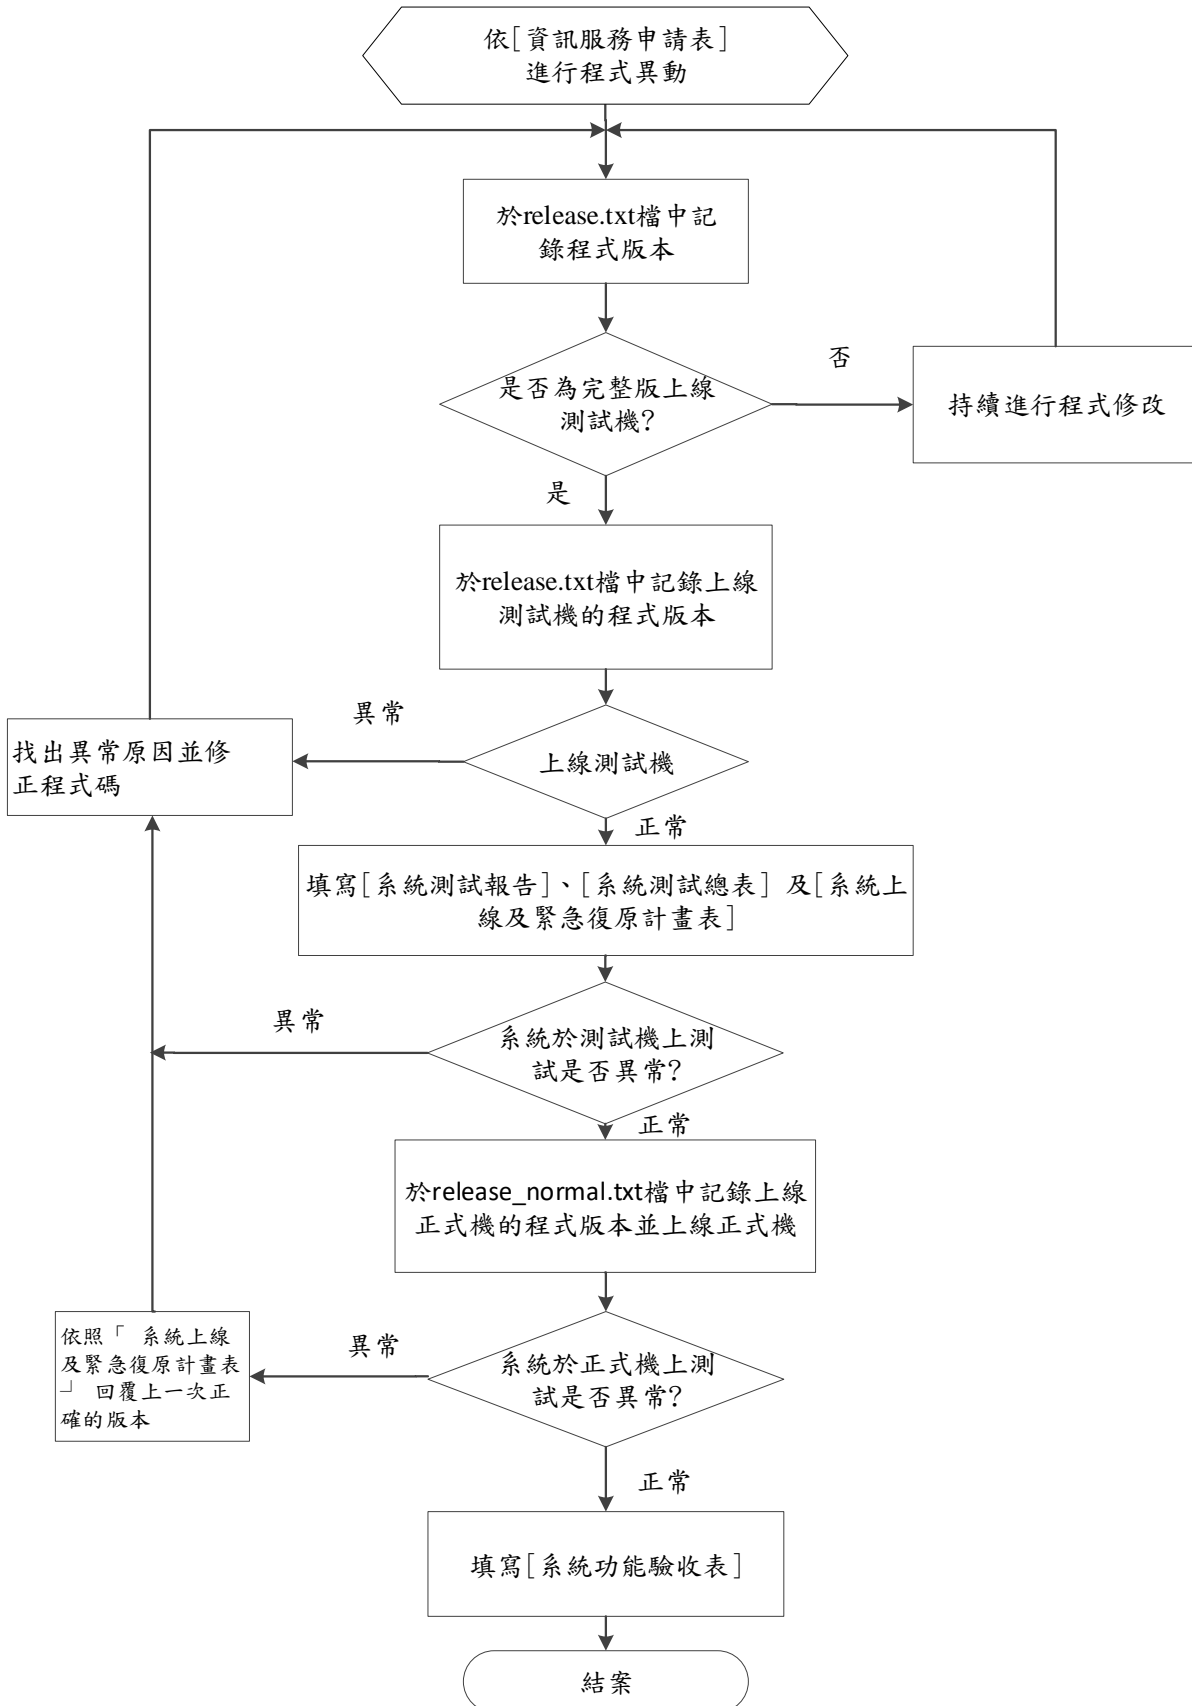 依[資訊服務申請表]
進行程式異動
於release.txt檔中記
錄程式版本
否
是否為完整版上線
測試機?
持續進行程式修改
是
於release.txt檔中記錄上線
測試機的程式版本
異常
找出異常原因並修
正程式碼
上線測試機
正常
填寫[系統測試報告]、[系統測試總表] 及[系統上
線及緊急復原計畫表]
異常
系統於測試機上測
試是否異常?
正常
於release_normal.txt檔中記錄上線
正式機的程式版本並上線正式機
依照「 系統上線
及緊急復原計畫表
」 回覆上一次正
確的版本
異常
系統於正式機上測
試是否異常?
正常
填寫[系統功能驗收表]
結案